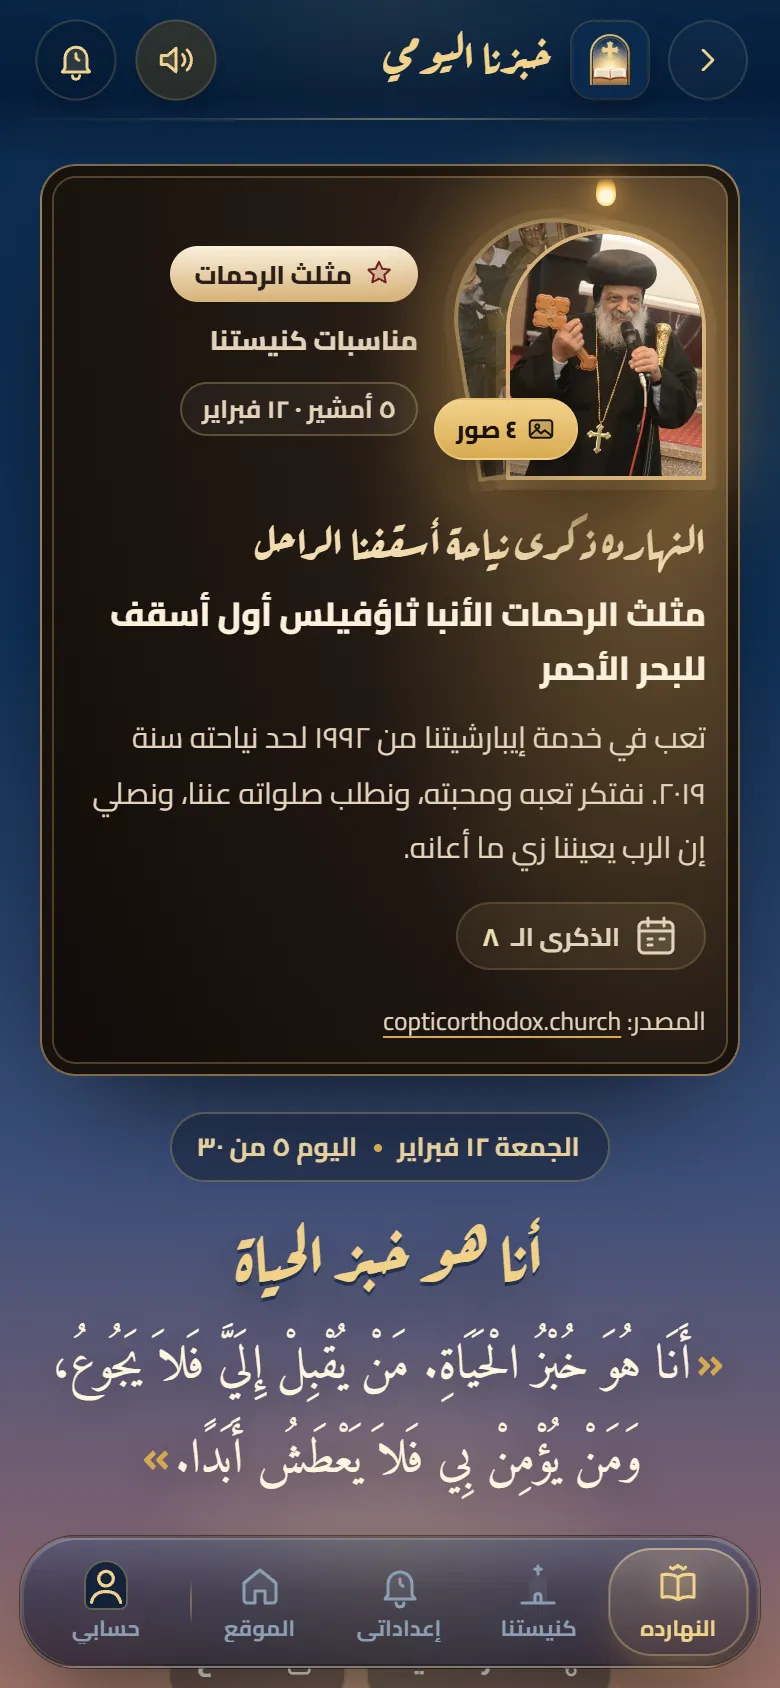 خبزنا اليومي
مثلث الرحمات
مناسبات كنيستنا
٥ أمشير · ١٢ فبراير
٤ صور
النهارده ذكرى نياحة أسقفنا الراحل
مثلث الرحمات الأنبا ثاؤفيلس أول أسقف
للبحر الأحمر
تعب في خدمة إيبارشيتنا من ١٩٩٢ لحد نياحته سنة
٢٠١٩. نفتكر تعبه ومحبته، ونطلب صلواته عننا، ونصلي
إن الرب يعيننا زي ما أعانه.
الذكرى الـ ٨
المصدر: copticorthodox.church
الجمعة ١٢ فبراير • اليوم ٥ من ٣٠
أنا هو خبز الحياة
«أَنَا هُوَ خُبْزُ الْحَيَاةِ. مَنْ يُقْبِلْ إِلَيَّ فَلاَ يَجُوعُ،
وَمَنْ يُؤْمِنْ بِي فَلاَ يَعْطَشُ أَبَدًا.»
النهارده
كنيستنا
إعداداتى
الموقع
حسابي